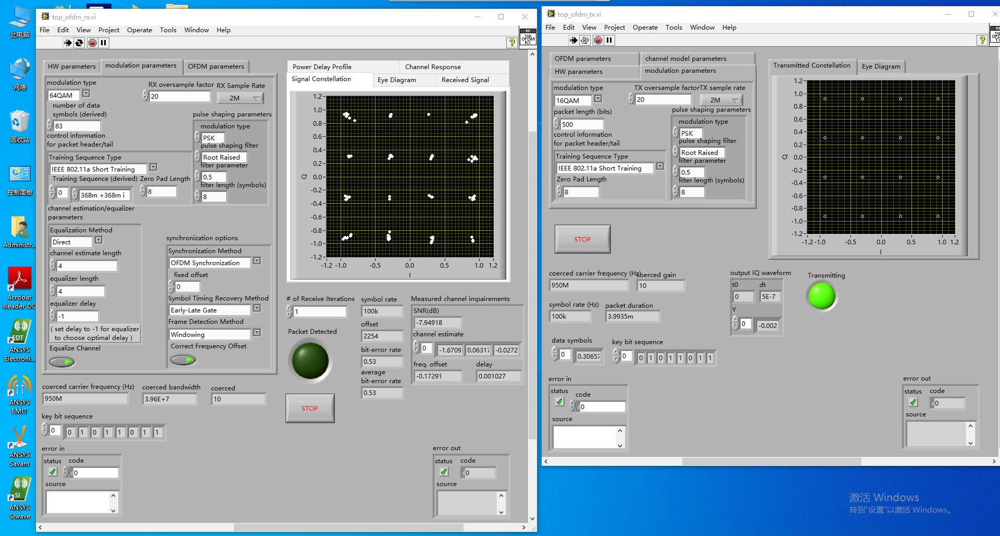 此电脑
网络
回收站
控制面板
Administr...
Acrobat
Reader DC
EDT
ANSYS
Electroni...
ANSYS
EMIT
ANSYS
Savant
SI
ANSYS
SIwave
top_ofdm_rx.vi
File Edit View Project Operate Tools Window Help
RF
top
OFDM
RX
HW parameters
modulation parameters
OFDM parameters
modulation type
64QAM
RX oversample factor
20
RX Sample Rate
2M
number of data
symbols (derived)
83
control information
for packet header/tail
pulse shaping parameters
modulation type
PSK
pulse shaping filter
Root Raised
filter parameter
0.5
filter length (symbols)
8
Training Sequence Type
IEEE 802.11a Short Training
Training Sequence (derived)
0
368m +368m i
Zero Pad Length
8
channel estimation/equalizer
parameters
Equalization Method
Direct
channel estimate length
4
equalizer length
4
equalizer delay
-1
( set delay to -1 for equalizer
to choose optimal delay )
Equalize Channel
synchronization options
Synchronization Method
OFDM Synchronization
fixed offset
0
Symbol Timing Recovery Method
Early-Late Gate
Frame Detection Method
Windowing
Correct Frequency Offset
coerced carrier frequency (Hz)
950M
coerced bandwidth
3.96E+7
coerced
10
key bit sequence
0
0 1 0 1 1 0 1 1
error in
status
code
0
source
Power Delay Profile
Channel Response
Signal Constellation
Eye Diagram
Received Signal
1.2
1.0
0.8
0.6
0.4
0.2
0.0
-0.2
-0.4
-0.6
-0.8
-1.0
-1.2
Q
-1.2 -1.0 -0.5 0.0 0.5 1.0 1.2
I
# of Receive Iterations
1
Packet Detected
STOP
symbol rate
100k
offset
2254
bit-error rate
0.53
average
bit-error rate
0.53
Measured channel impairements
SNR(dB)
-7.94918
channel estimate
0
-1.6709
0.0631
-0.0272
freq. offset
-0.17291
delay
0.001027
error out
status
code
0
source
top_ofdm_tx.vi
File Edit View Project Operate Tools Window Help
OFDM parameters
channel model parameters
HW parameters
modulation parameters
modulation type
16QAM
TX oversample factor
20
TX sample rate
2M
packet length (bits)
500
control information
for packet header/tail
pulse shaping parameters
modulation type
PSK
pulse shaping filter
Root Raised
filter parameter
0.5
filter length (symbols)
8
Training Sequence Type
IEEE 802.11a Short Training
Zero Pad Length
8
STOP
Transmitted Constellation
Eye Diagram
1.2
1.0
0.8
0.6
0.4
0.2
0.0
-0.2
-0.4
-0.6
-0.8
-1.0
-1.2
Q
-1.2 -1.0 -0.5 0.0 0.5 1.0 1.2
I
coerced carrier frequency (Hz)
950M
coerced gain
10
symbol rate (Hz)
100k
packet duration
3.9935m
output IQ waveform
t0
0
dt
5E-7
Y
0
-0.002
Transmitting
data symbols
0
0.3065
key bit sequence
0
0 1 0 1 1 0 1 1
error in
status
code
0
source
error out
status
code
0
source
激活 Windows
转到“设置”以激活 Windows。